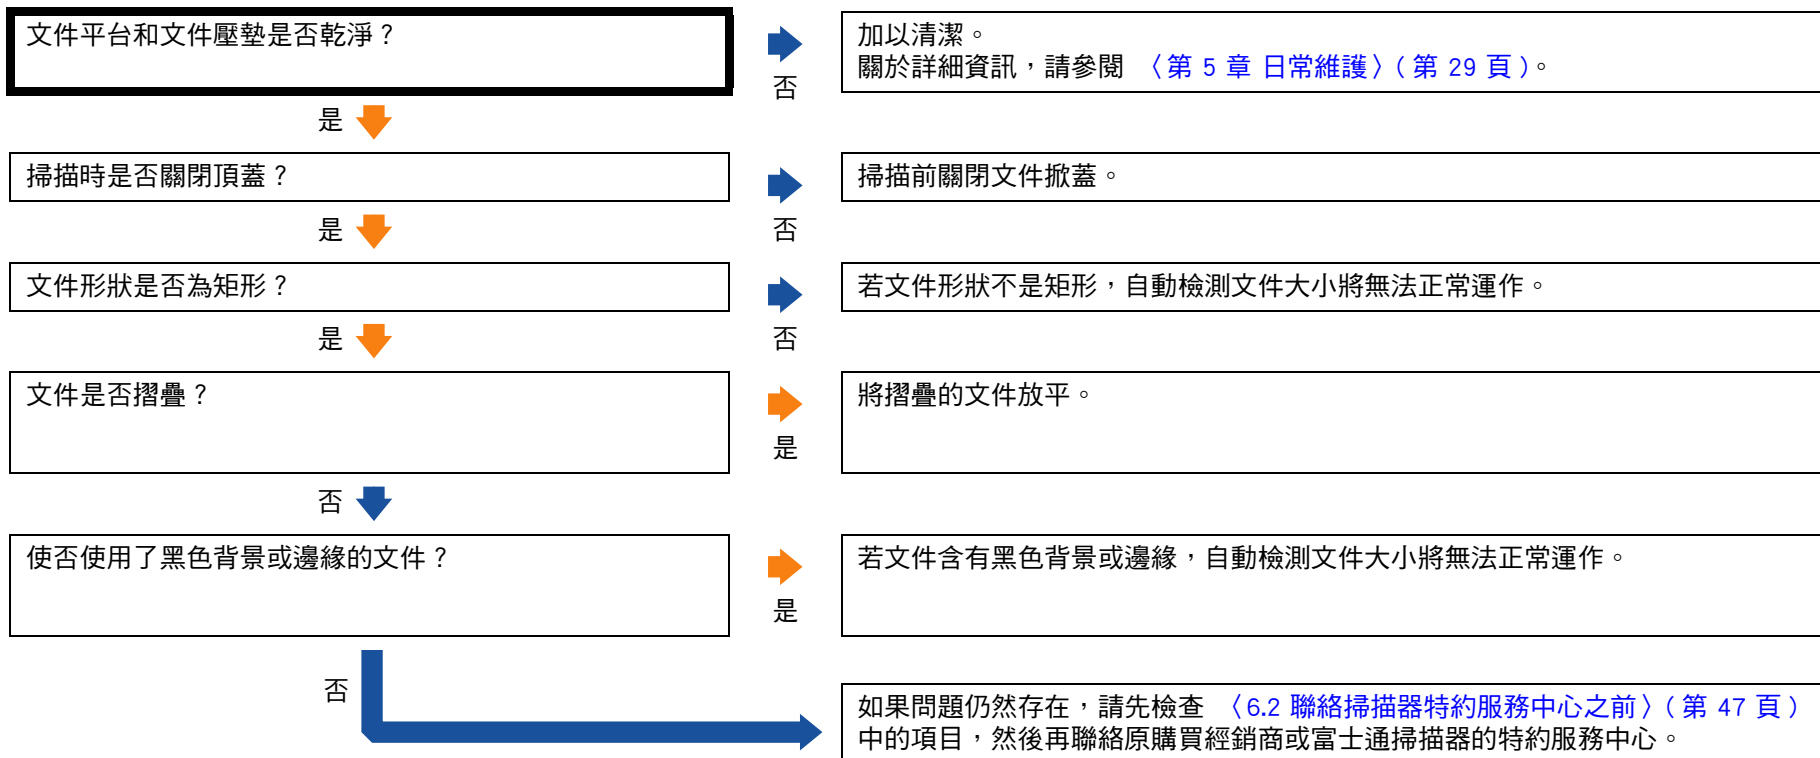 文件平台和文件壓墊是否乾淨？
否
加以清潔。
關於詳細資訊，請參閱 〈第 5 章 日常維護〉( 第 29 頁 )。
是
掃描時是否關閉頂蓋？
否
掃描前關閉文件掀蓋。
是
文件形狀是否為矩形？
否
若文件形狀不是矩形，自動檢測文件大小將無法正常運作。
是
文件是否摺疊？
是
將摺疊的文件放平。
否
使否使用了黑色背景或邊緣的文件？
是
若文件含有黑色背景或邊緣，自動檢測文件大小將無法正常運作。
否
如果問題仍然存在，請先檢查 〈6.2 聯絡掃描器特約服務中心之前〉( 第 47 頁 )
中的項目，然後再聯絡原購買經銷商或富士通掃描器的特約服務中心。